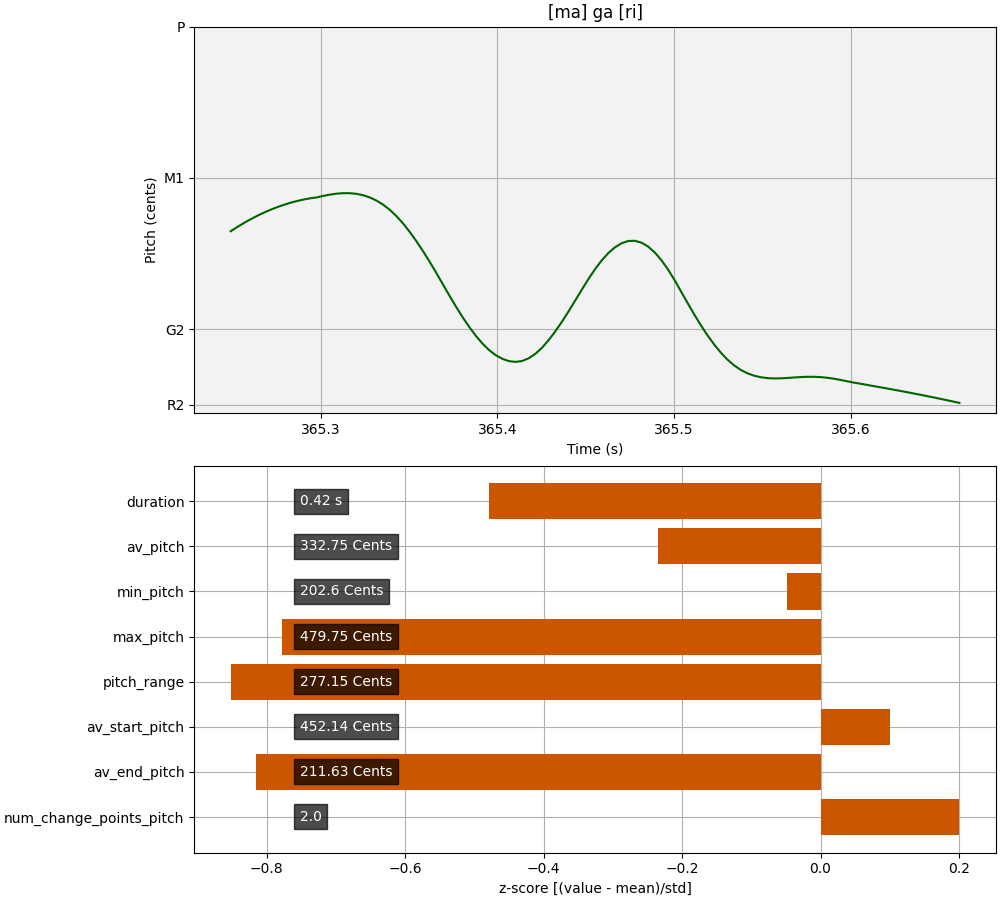 [ma] ga [ri]
P
M1
G2
R2
Pitch (cents)
365.3 365.4 365.5 365.6
Time (s)
duration 0.42 s
av_pitch 332.75 Cents
min_pitch 202.6 Cents
max_pitch 479.75 Cents
pitch_range 277.15 Cents
av_start_pitch 452.14 Cents
av_end_pitch 211.63 Cents
num_change_points_pitch 2.0
−0.8 −0.6 −0.4 −0.2 0.0 0.2
z-score [(value - mean)/std]